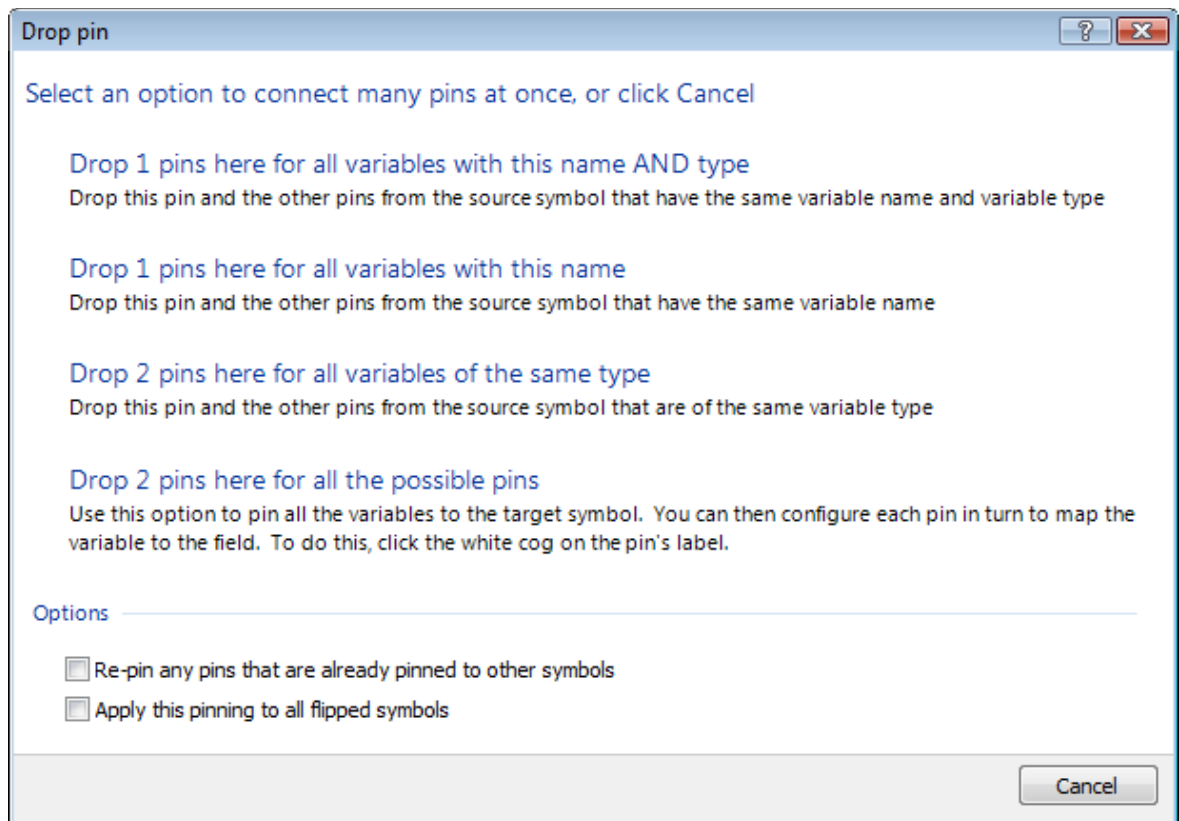 Drop pin
?
Select an option to connect many pins at once, or click Cancel
Drop 1 pins here for all variables with this name AND type
Drop this pin and the other pins from the source symbol that have the same variable name and variable type
Drop 1 pins here for all variables with this name
Drop this pin and the other pins from the source symbol that have the same variable name
Drop 2 pins here for all variables of the same type
Drop this pin and the other pins from the source symbol that are of the same variable type
Drop 2 pins here for all the possible pins
Use this option to pin all the variables to the target symbol.  You can then configure each pin in turn to map the
variable to the field.  To do this, click the white cog on the pin's label.
Options
Re-pin any pins that are already pinned to other symbols
Apply this pinning to all flipped symbols
Cancel